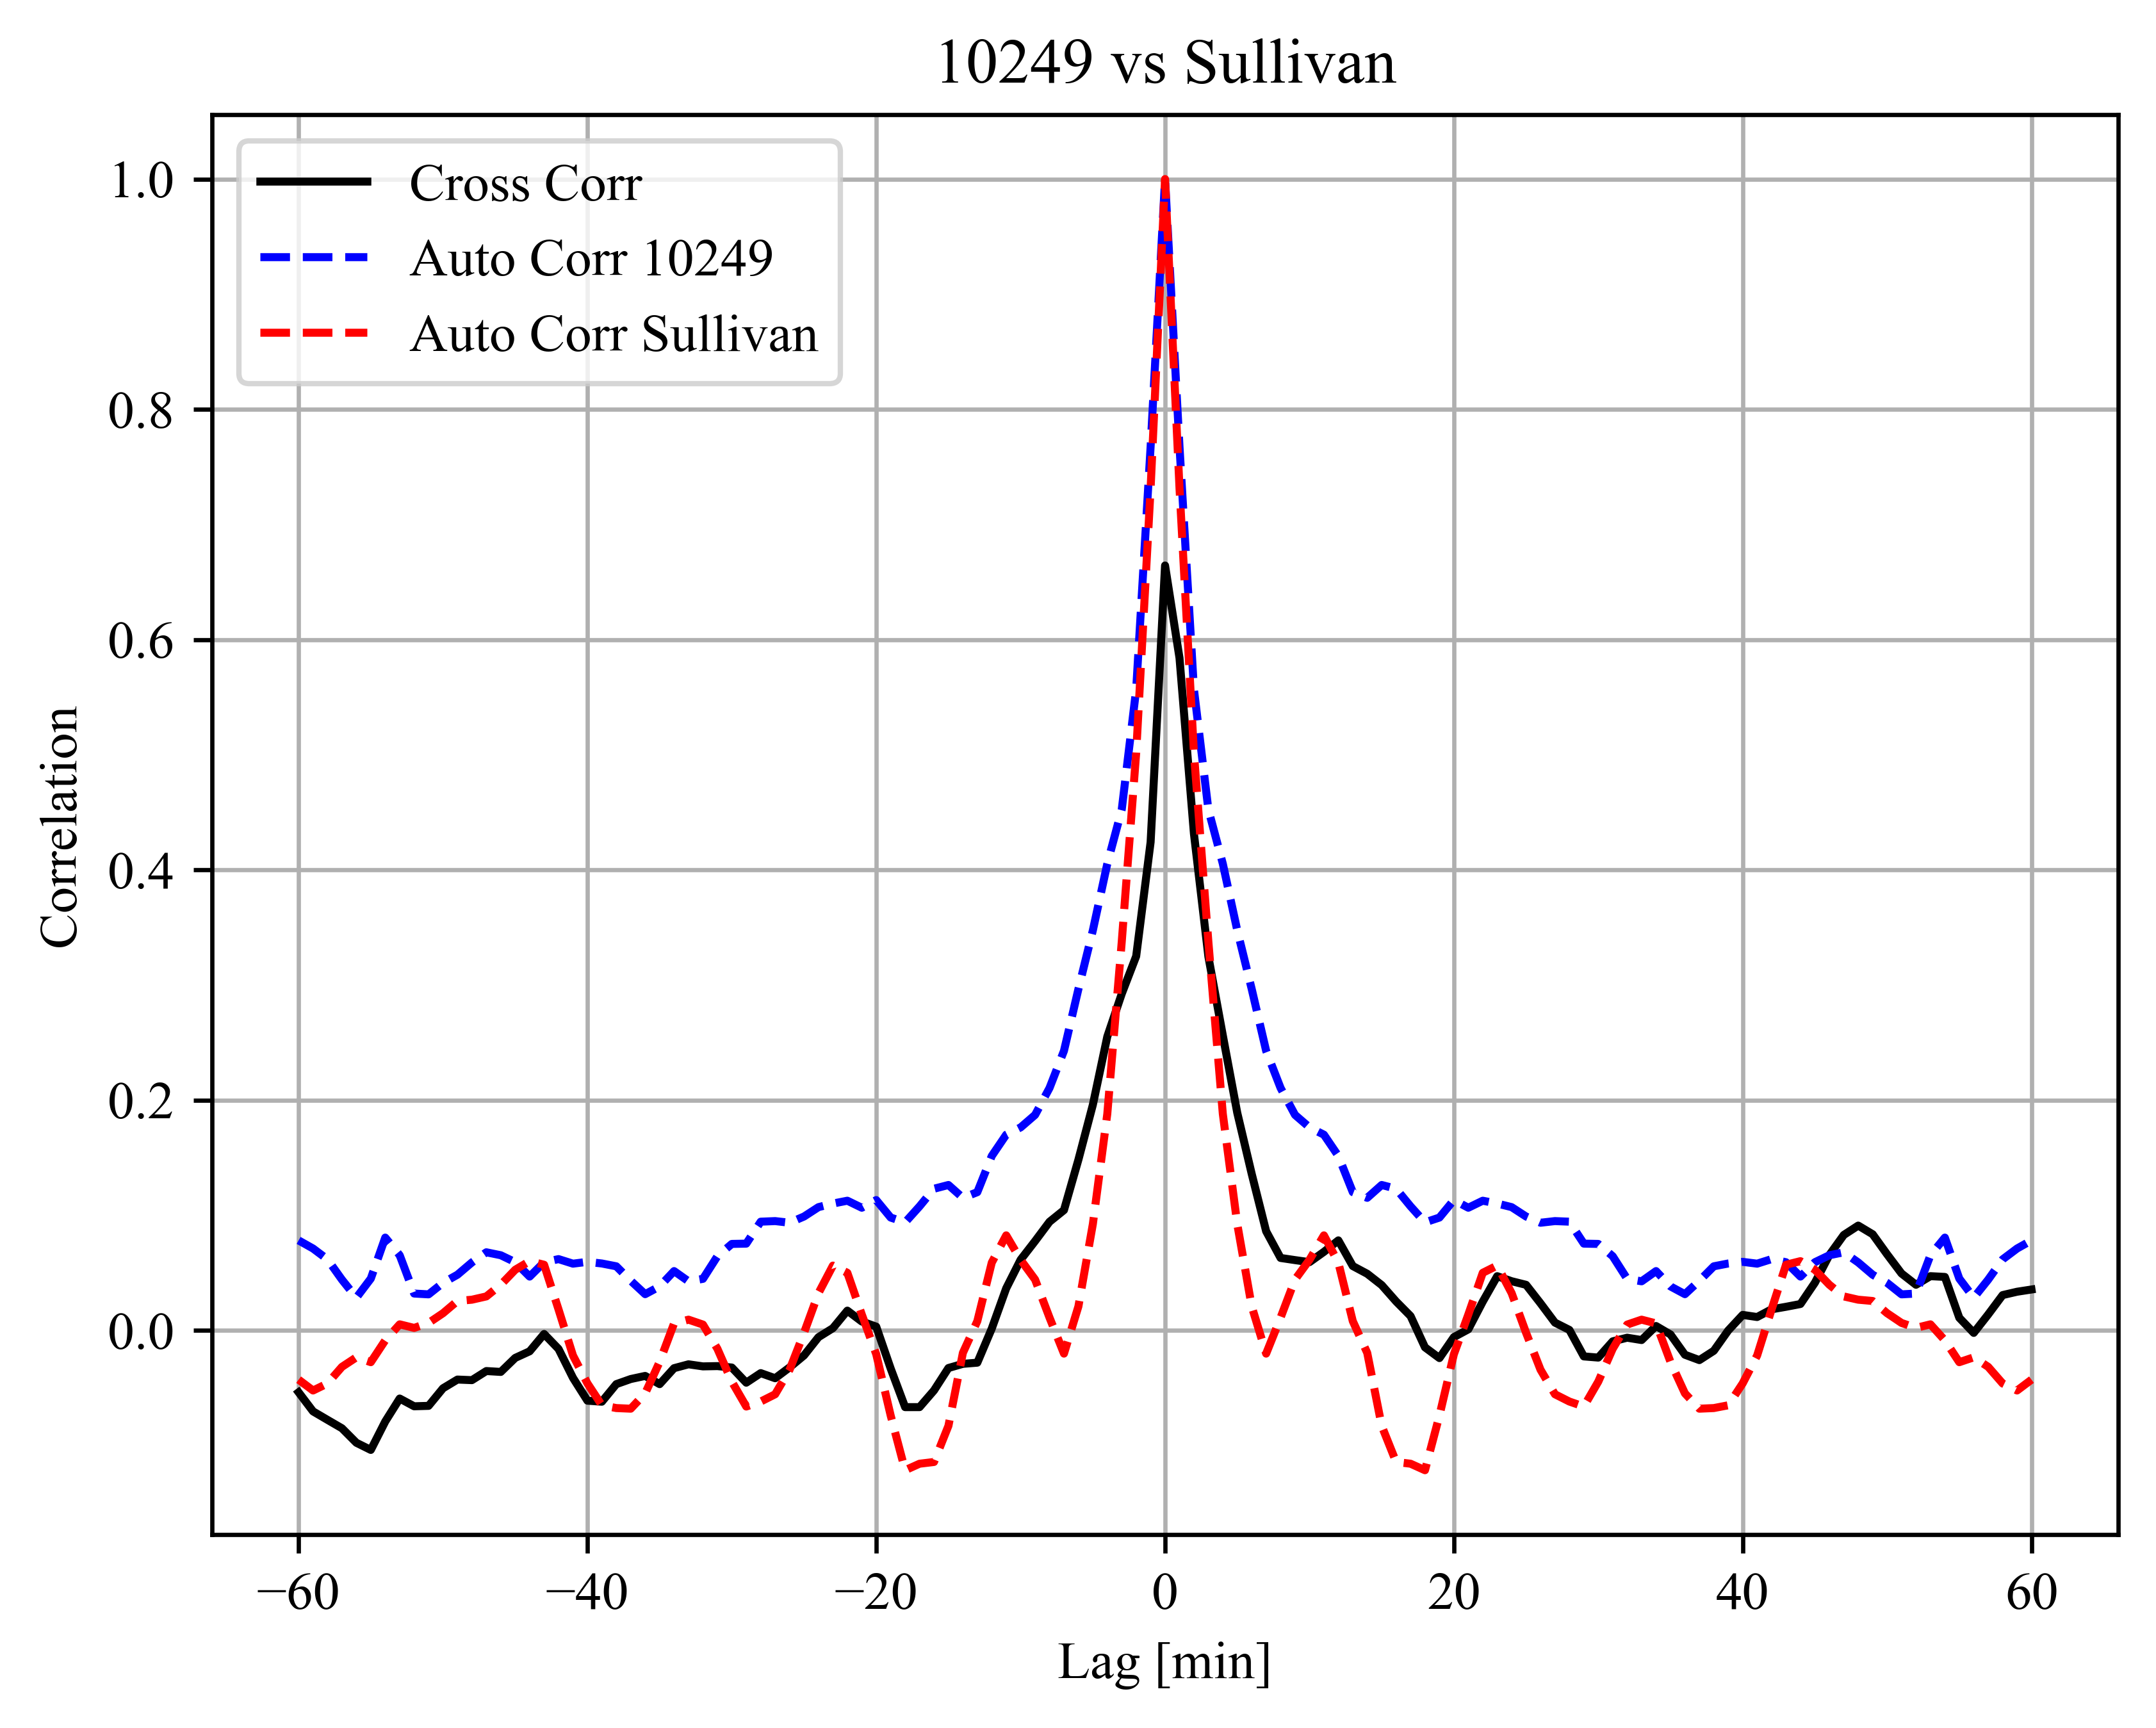 10249 vs Sullivan
Cross Corr
Auto Corr 10249
Auto Corr Sullivan
1.0
0.8
0.6
0.4
0.2
0.0
Correlation
−60 −40 −20 0 20 40 60
Lag [min]